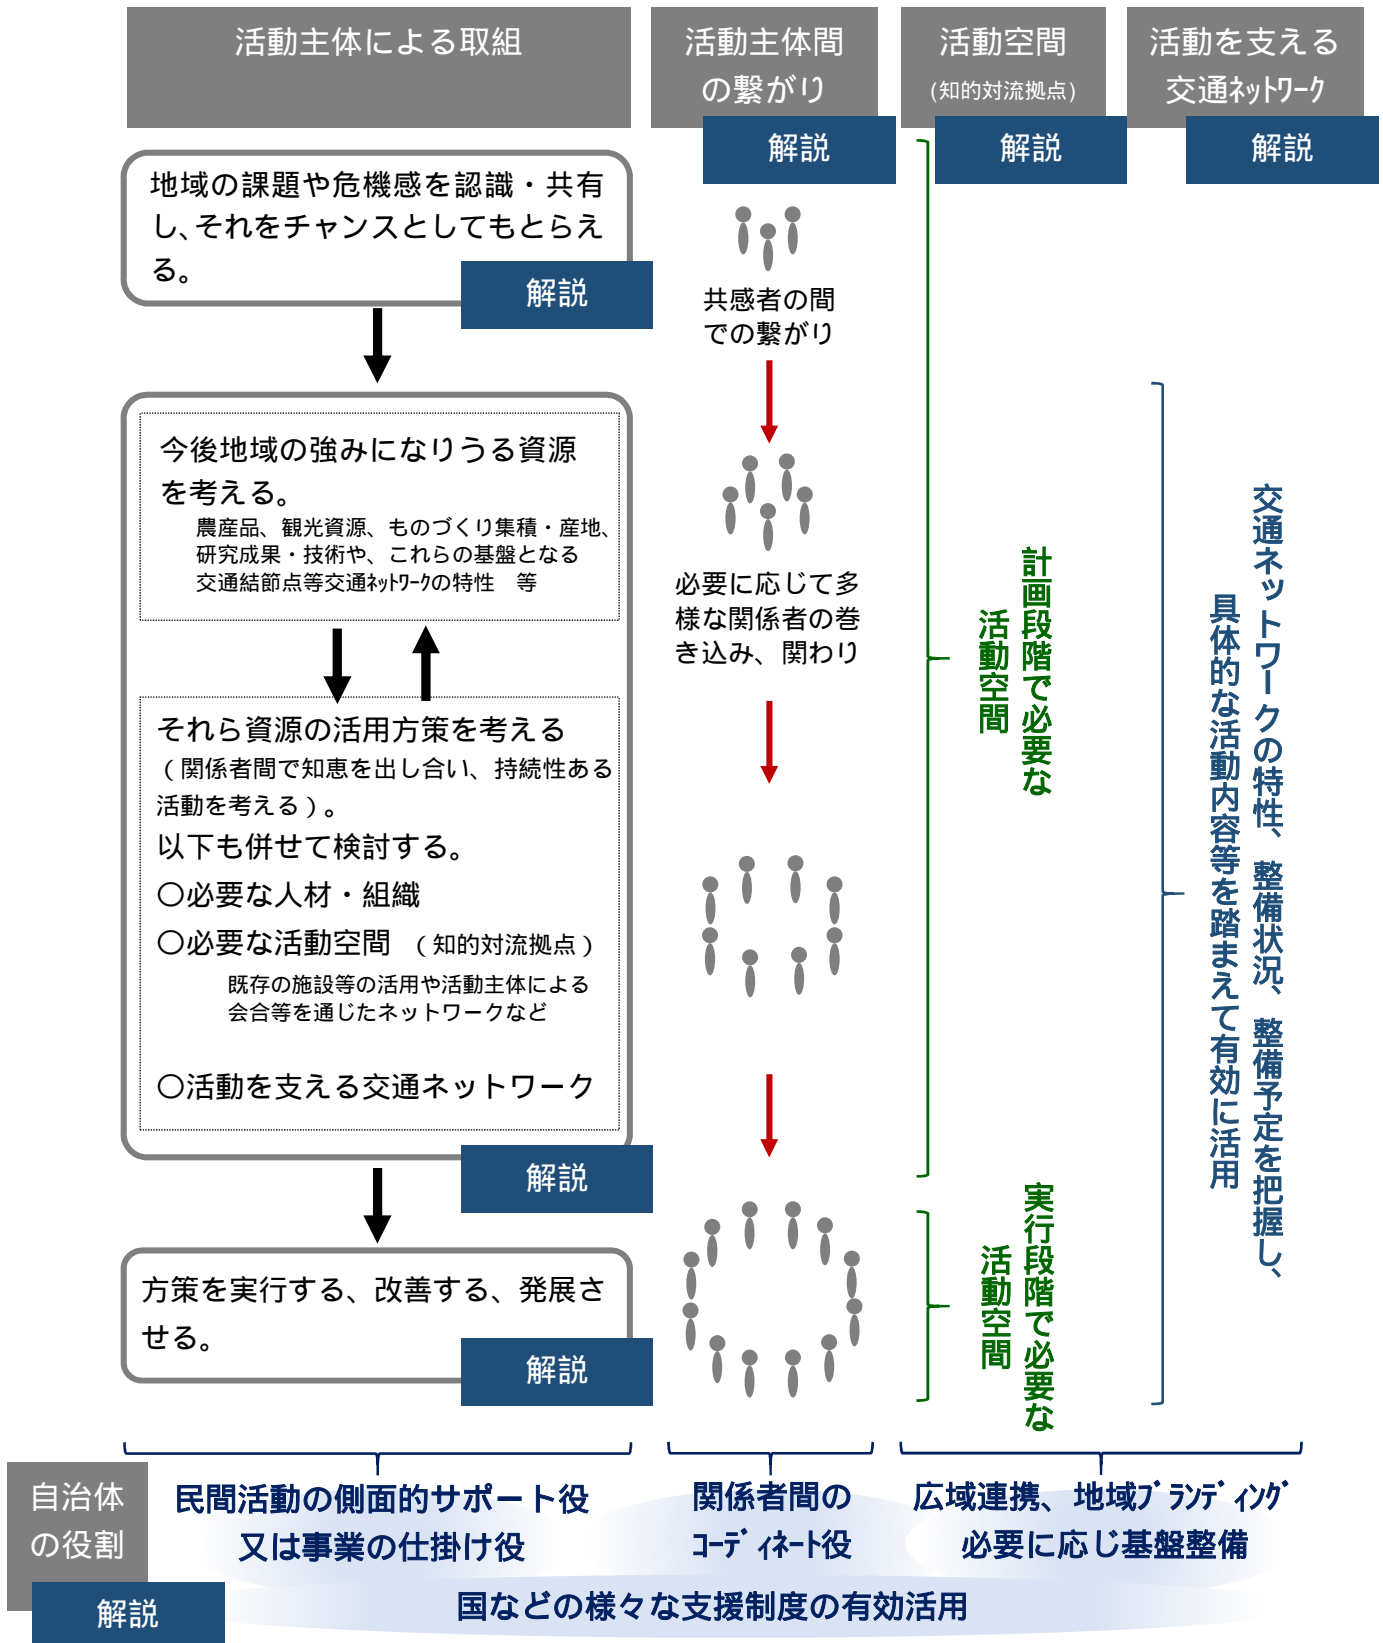 活動主体による取組
活動主体間
の繋がり
活動空間
(知的対流拠点)
活動を支える
交通ﾈｯﾄﾜｰｸ
解説
解説
解説
地域の課題や危機感を認識・共有
し､それをチャンスとしてもとらえ
る。
解説
共感者の間
での繋がり
今後地域の強みになりうる資源
を考える。
農産品、観光資源、ものづくり集積・産地、
研究成果・技術や、これらの基盤となる
交通結節点等交通ﾈｯﾄﾜｰｸの特性　等
必要に応じて多
様な関係者の巻
き込み、関わり
それら資源の活用方策を考える
（関係者間で知恵を出し合い、持続性ある
活動を考える）。
以下も併せて検討する。
〇必要な人材・組織
〇必要な活動空間　（知的対流拠点）
既存の施設等の活用や活動主体による
会合等を通じたネットワークなど
〇活動を支える交通ネットワーク
解説
計画段階で必要な
活動空間
交通ネットワークの特性、整備状況、整備予定を把握し、
具体的な活動内容等を踏まえて有効に活用
方策を実行する、改善する、発展さ
せる。
解説
実行段階で必要な
活動空間
自治体
の役割
解説
民間活動の側面的サポート役
又は事業の仕掛け役
関係者間の
ｺｰﾃﾞｨﾈｰﾄ役
広域連携、地域ﾌﾞﾗﾝﾃﾞｨﾝｸﾞ
必要に応じ基盤整備
国などの様々な支援制度の有効活用